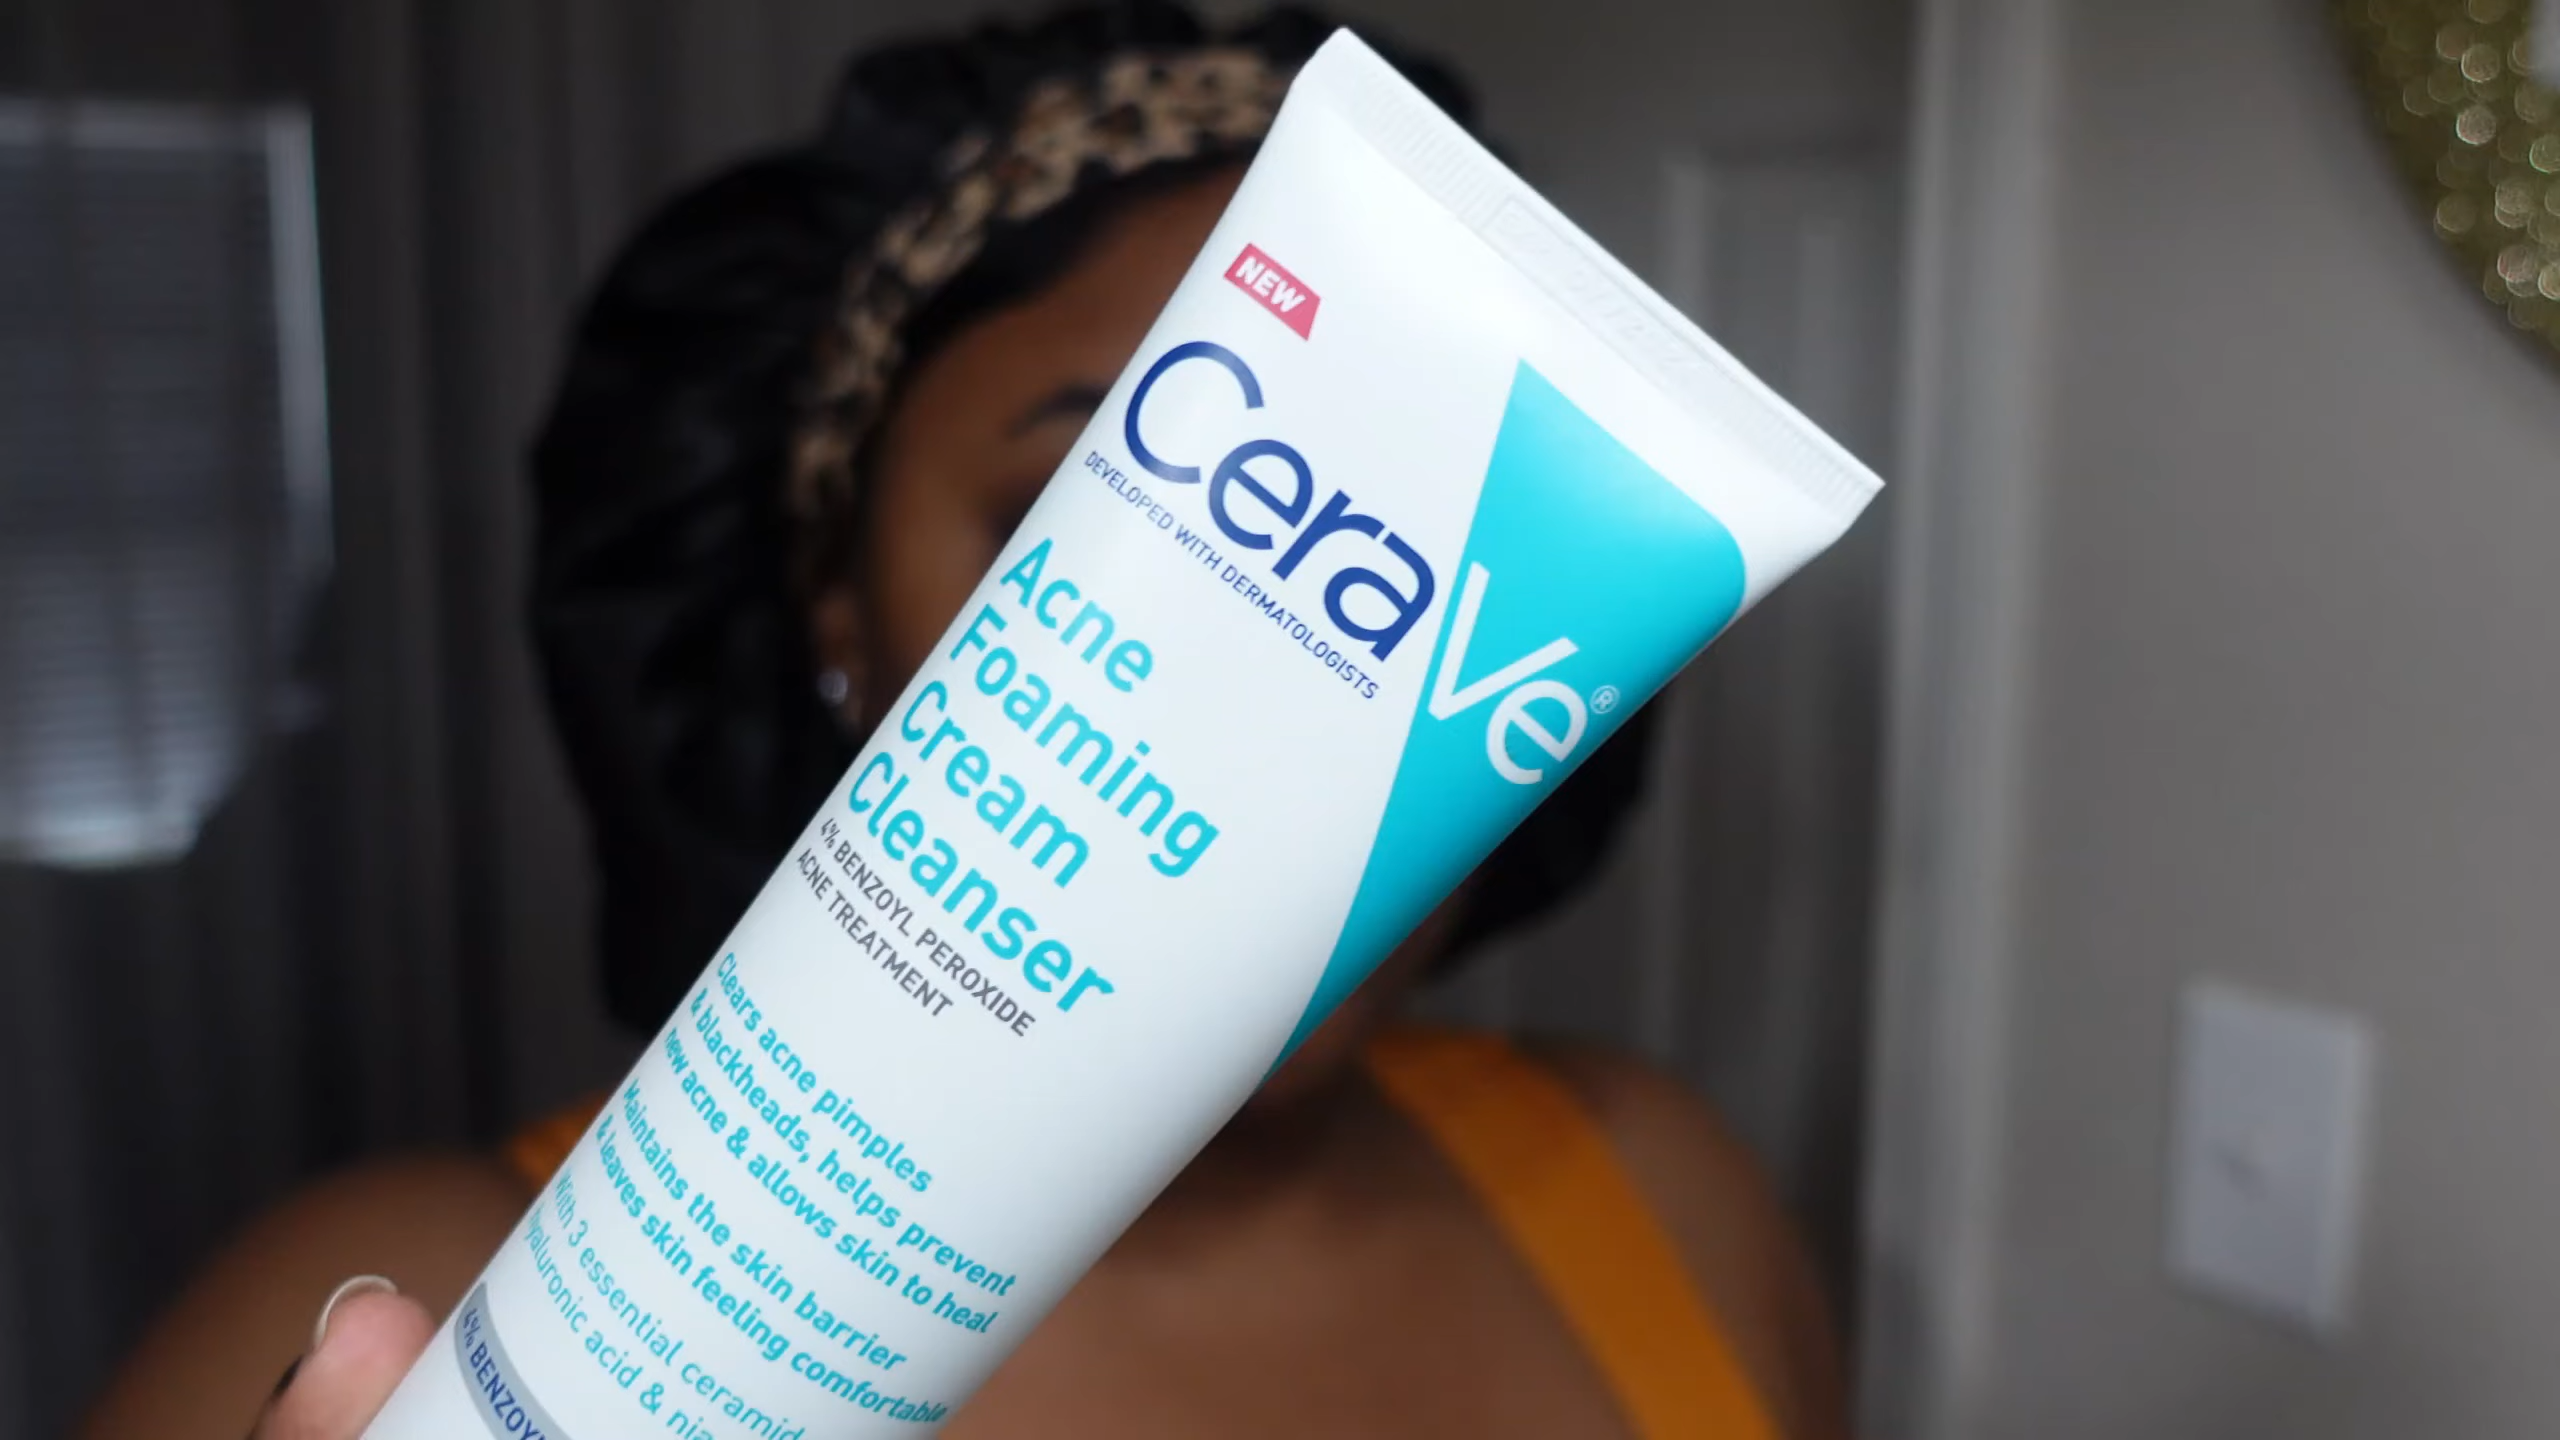 NEW
CeraVe®
DEVELOPED WITH DERMATOLOGISTS
Acne
Foaming
Cream
Cleanser
4% BENZOYL PEROXIDE
ACNE TREATMENT
Clears acne pimples
& blackheads, helps prevent
new acne & allows skin to heal
Maintains the skin barrier
& leaves skin feeling comfortable
With 3 essential
hyaluronic acid &
4%